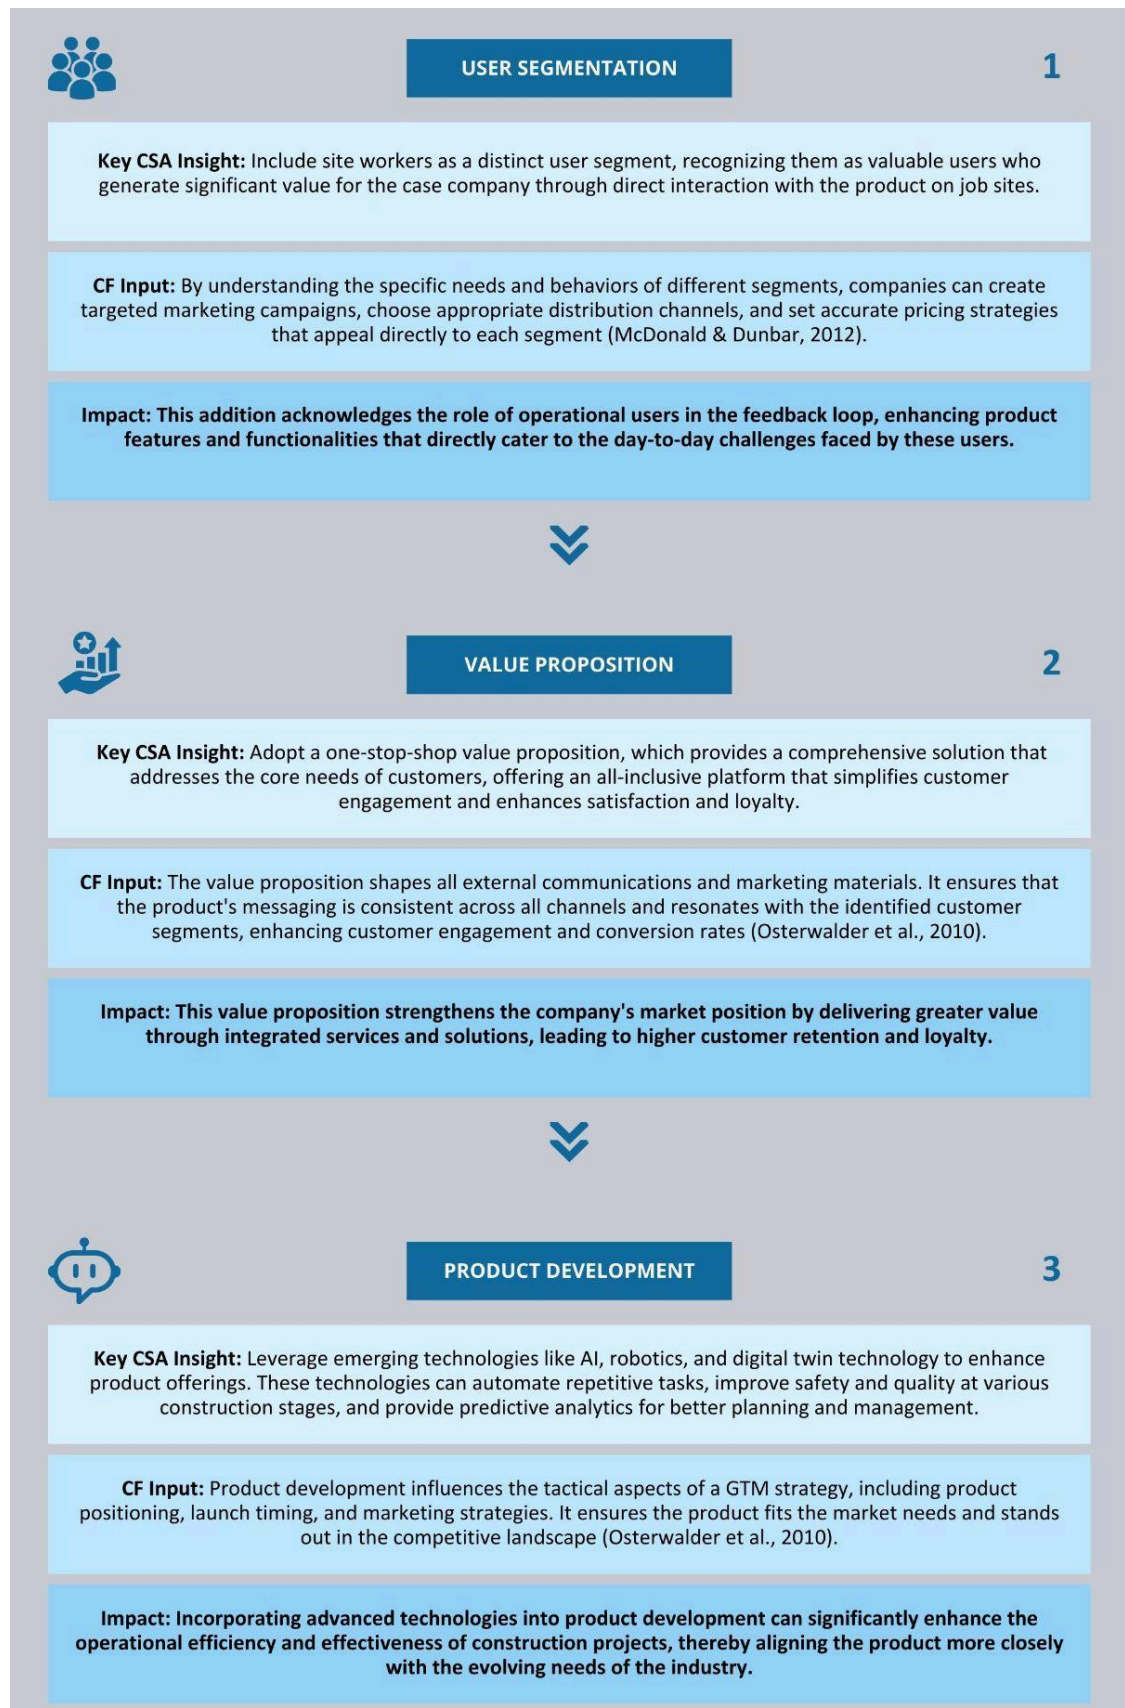 USER SEGMENTATION
1
Key CSA Insight: Include site workers as a distinct user segment, recognizing them as valuable users who
generate significant value for the case company through direct interaction with the product on job sites.
CF Input: By understanding the specific needs and behaviors of different segments, companies can create
targeted marketing campaigns, choose appropriate distribution channels, and set accurate pricing strategies
that appeal directly to each segment (McDonald & Dunbar, 2012).
Impact: This addition acknowledges the role of operational users in the feedback loop, enhancing product
features and functionalities that directly cater to the day-to-day challenges faced by these users.
VALUE PROPOSITION
2
Key CSA Insight: Adopt a one-stop-shop value proposition, which provides a comprehensive solution that
addresses the core needs of customers, offering an all-inclusive platform that simplifies customer
engagement and enhances satisfaction and loyalty.
CF Input: The value proposition shapes all external communications and marketing materials. It ensures that
the product's messaging is consistent across all channels and resonates with the identified customer
segments, enhancing customer engagement and conversion rates (Osterwalder et al., 2010).
Impact: This value proposition strengthens the company's market position by delivering greater value
through integrated services and solutions, leading to higher customer retention and loyalty.
PRODUCT DEVELOPMENT
3
Key CSA Insight: Leverage emerging technologies like AI, robotics, and digital twin technology to enhance
product offerings. These technologies can automate repetitive tasks, improve safety and quality at various
construction stages, and provide predictive analytics for better planning and management.
CF Input: Product development influences the tactical aspects of a GTM strategy, including product
positioning, launch timing, and marketing strategies. It ensures the product fits the market needs and stands
out in the competitive landscape (Osterwalder et al., 2010).
Impact: Incorporating advanced technologies into product development can significantly enhance the
operational efficiency and effectiveness of construction projects, thereby aligning the product more closely
with the evolving needs of the industry.